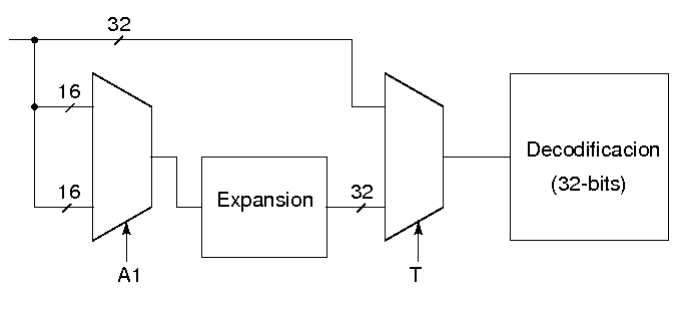 32
16
16
Expansion
32
Decodificacion
(32-bits)
A1
T